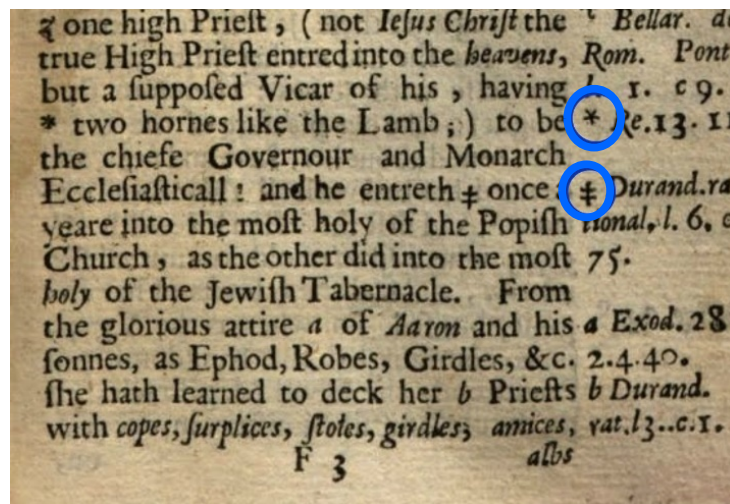 & one high Prieſt, (not Ieſus Chriſt the
true High Prieſt entred into the heavens,
but a ſuppoſed Vicar of his, having
* two hornes like the Lamb;) to be
the chiefe Governour and Monarch
Eccleſiaſticall: and he entreth ‡ once a
yeare into the moſt holy of the Popiſh
Church, as the other did into the moſt
holy of the Jewiſh Tabernacle. From
the glorious attire a of Aaron and his
ſonnes, as Ephod, Robes, Girdles, &c.
ſhe hath learned to deck her b Prieſts
with copes, ſurplices, ſtoles, girdles; amices,
F 3
albs
Bellar.
Rom. Pont
l. 1. c 9.
* Re.13. 11
‡ Durand.ra
tional. l. 6.
75.
a Exod. 28
2.4.40.
b Durand.
rat.l3..c.1.